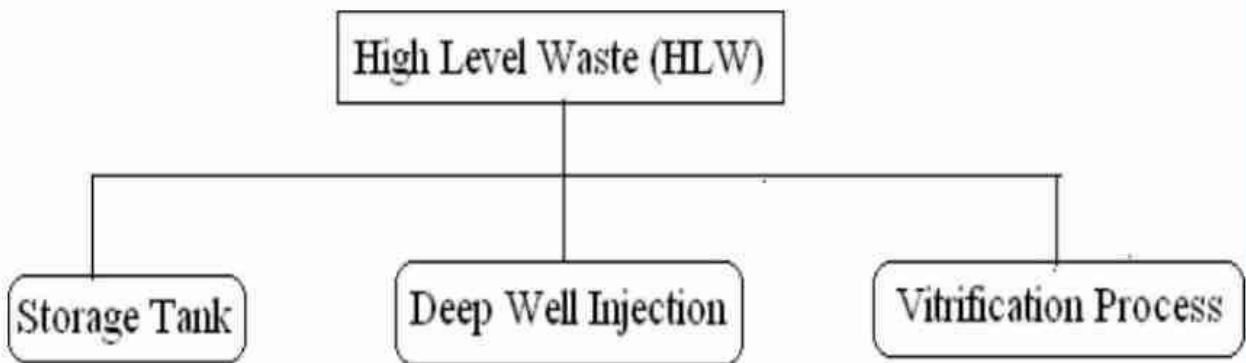 High Level Waste (HLW)
Storage Tank
Deep Well Injection
Vitrification Process